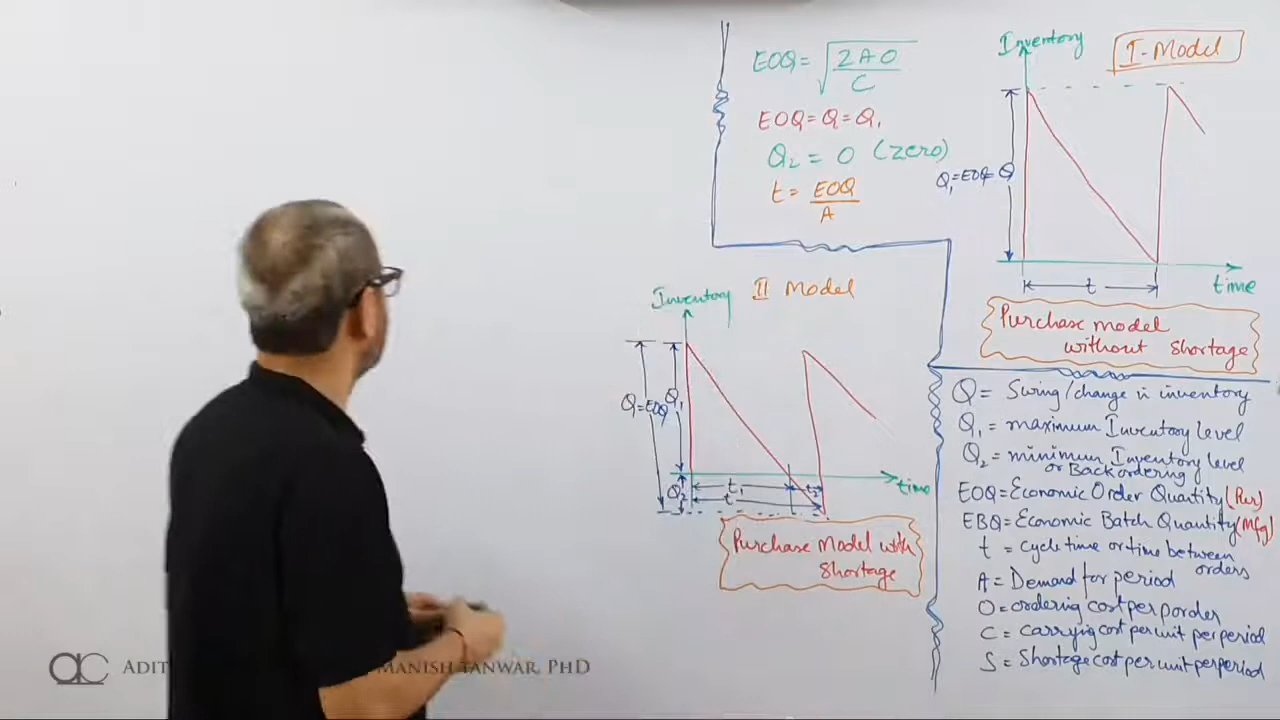 EOQ = √2AO/C
EOQ = Q = Q1
Q2 = 0 (zero)
t = EOQ/A
Inventory
I-Model
Q1=EOQ=Q
t
time
Purchase model
without shortage
Inventory II Model
Q=EOQ
Q1
Q2
t1
t2
t
time
Purchase Model with
Shortage
Q = Swing/change in inventory
Q1 = maximum Inventory level
Q2 = minimum Inventory level
or Backordering
EOQ = Economic Order Quantity (Pur)
EBQ = Economic Batch Quantity (Mfg)
t = cycle time or time between
orders
A = Demand for period
O = ordering cost per porder
C = carrying cost per unit per period
S = Shortage cost per unit per period
ac ADIT MANISH TANWAR, PHD